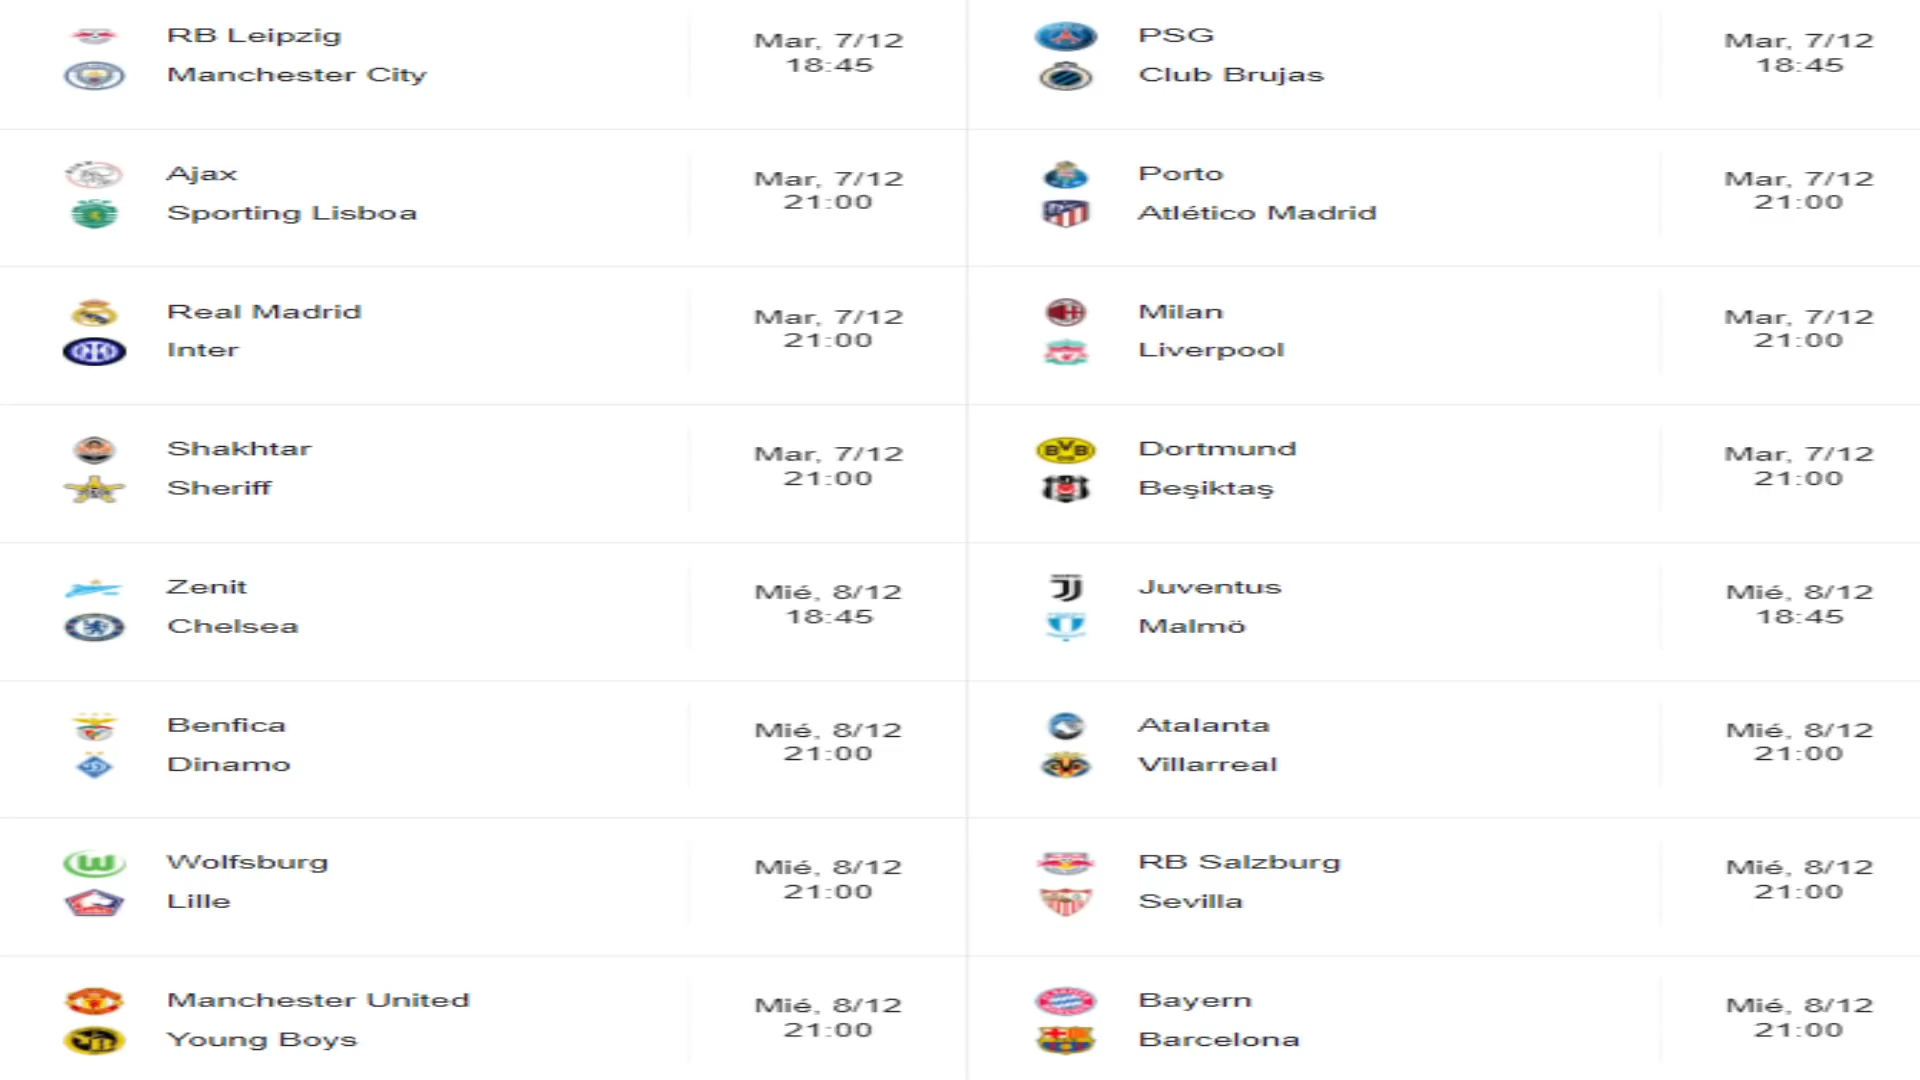 RB Leipzig
Manchester City
Mar, 7/12
18:45
PSG
Club Brujas
Mar, 7/12
18:45
Ajax
Sporting Lisboa
Mar, 7/12
21:00
Porto
Atlético Madrid
Mar, 7/12
21:00
Real Madrid
Inter
Mar, 7/12
21:00
Milan
Liverpool
Mar, 7/12
21:00
Shakhtar
Sheriff
Mar, 7/12
21:00
Dortmund
Beşiktaş
Mar, 7/12
21:00
Zenit
Chelsea
Mié, 8/12
18:45
Juventus
Malmö
Mié, 8/12
18:45
Benfica
Dinamo
Mié, 8/12
21:00
Atalanta
Villarreal
Mié, 8/12
21:00
Wolfsburg
Lille
Mié, 8/12
21:00
RB Salzburg
Sevilla
Mié, 8/12
21:00
Manchester United
Young Boys
Mié, 8/12
21:00
Bayern
Barcelona
Mié, 8/12
21:00